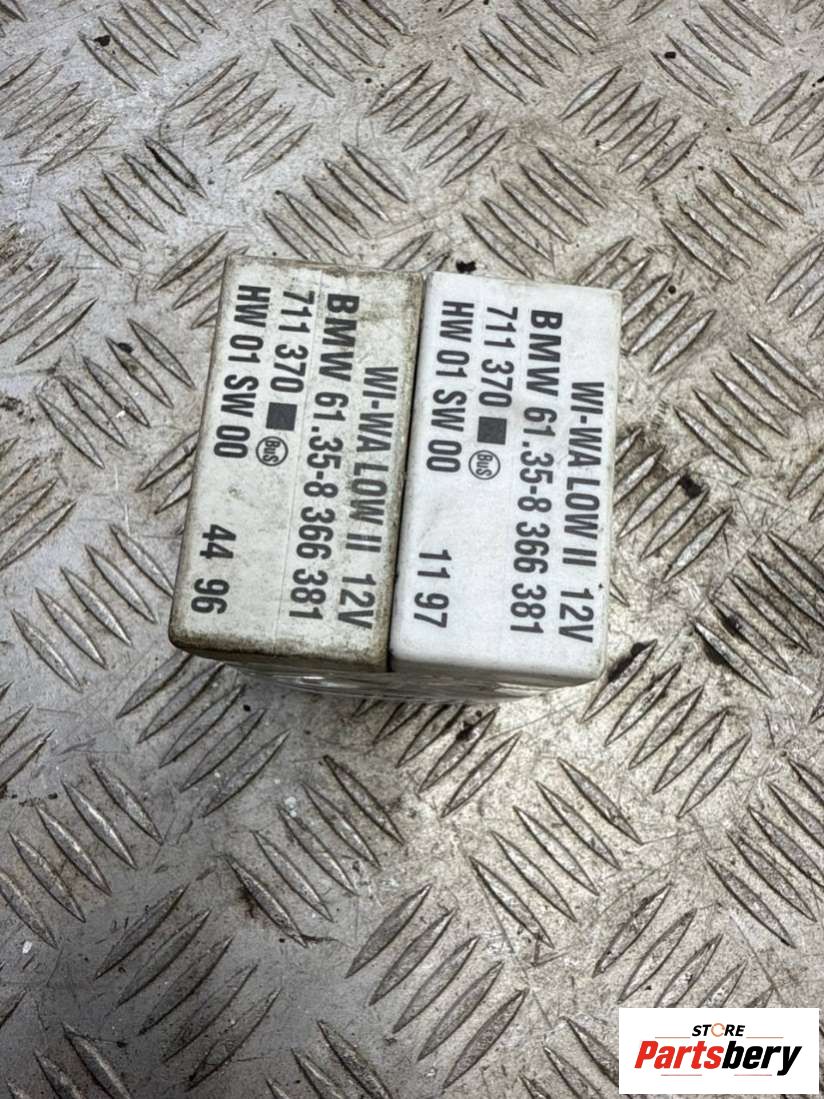 WI-WA LOW II 12V
BMW 61.35-8 366 381
711 370 BuS
HW 01 SW 00 44 96
WI-WA LOW II 12V
BMW 61.35-8 366 381
711 370 BuS
HW 01 SW 00 11 97
STORE
Partsbery